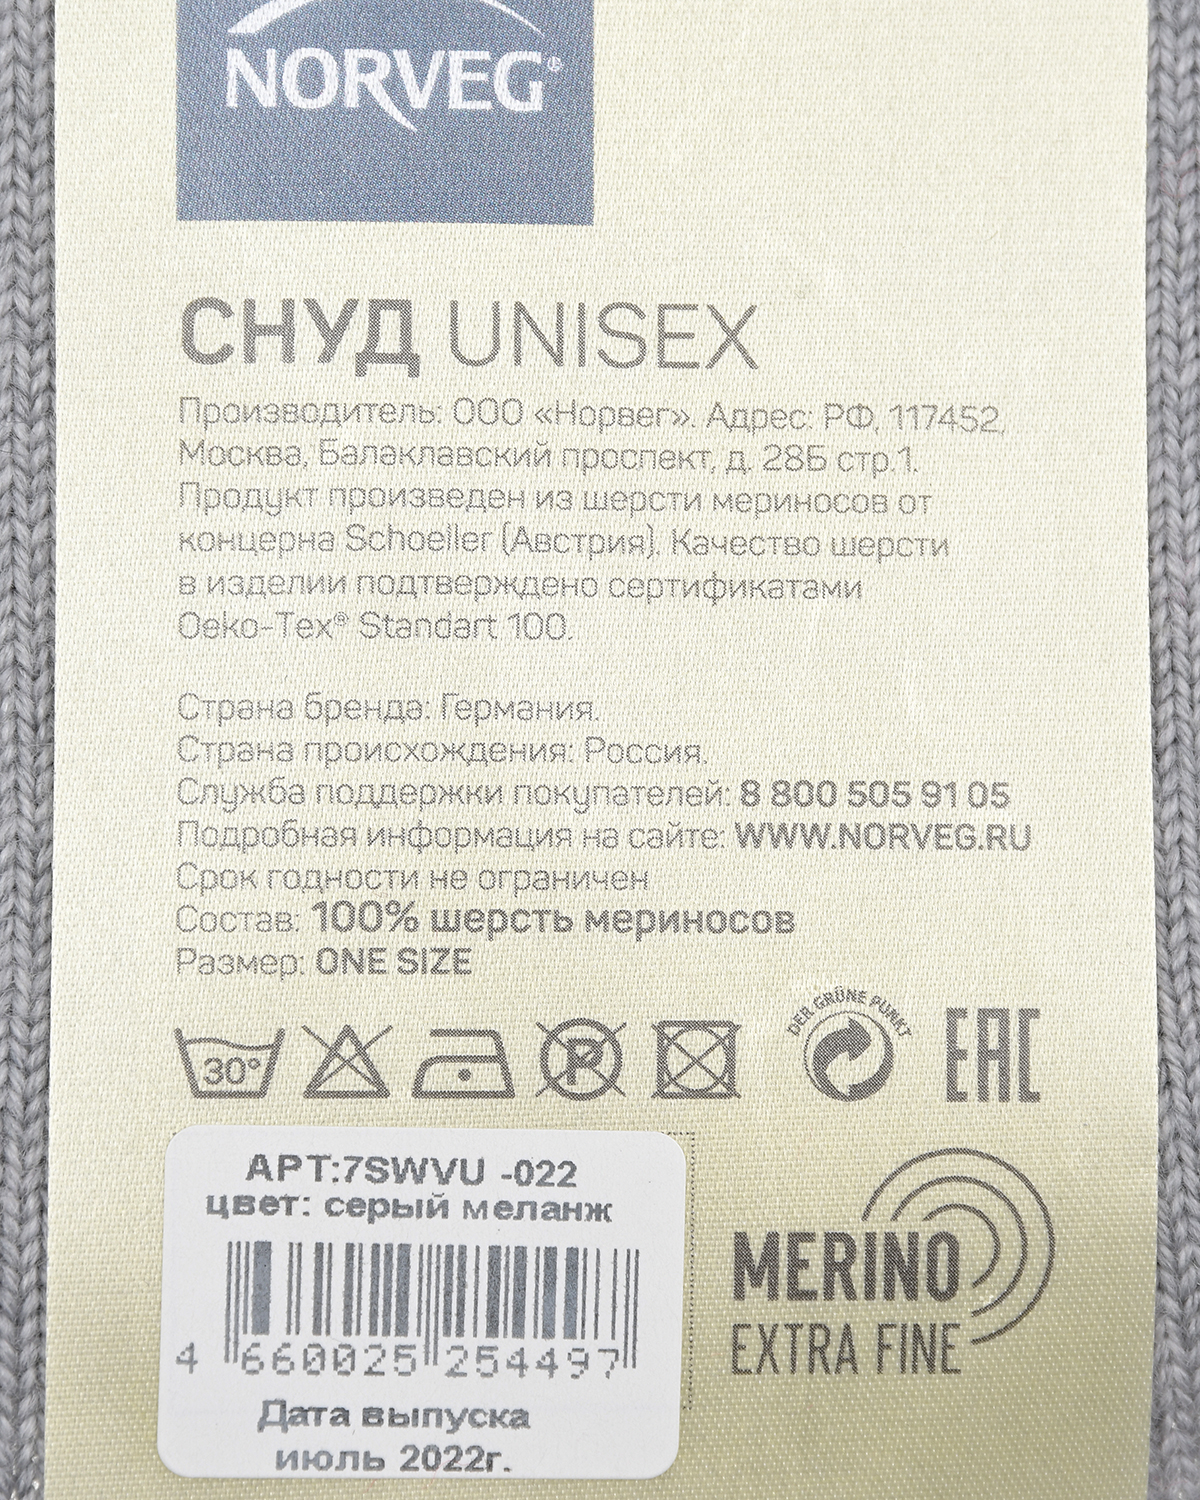 NORVEG®
СНУД UNISEX
Производитель: ООО «Норвег». Адрес: РФ, 117452,
Москва, Балаклавский проспект, д. 28Б стр.1.
Продукт произведен из шерсти мериносов от
концерна Schoeller (Австрия). Качество шерсти
в изделии подтверждено сертификатами
Oeko-Tex® Standart 100.
Страна бренда: Германия.
Страна происхождения: Россия.
Служба поддержки покупателей: 8 800 505 91 05
Подробная информация на сайте: WWW.NORVEG.RU
Срок годности не ограничен
Состав: 100% шерсть мериносов
Размер: ONE SIZE
30° P DER GRÜNE PUNKT EAC
АРТ:7SWVU -022
цвет: серый меланж
4 660025 254497
Дата выпуска
июль 2022г.
MERINO
EXTRA FINE